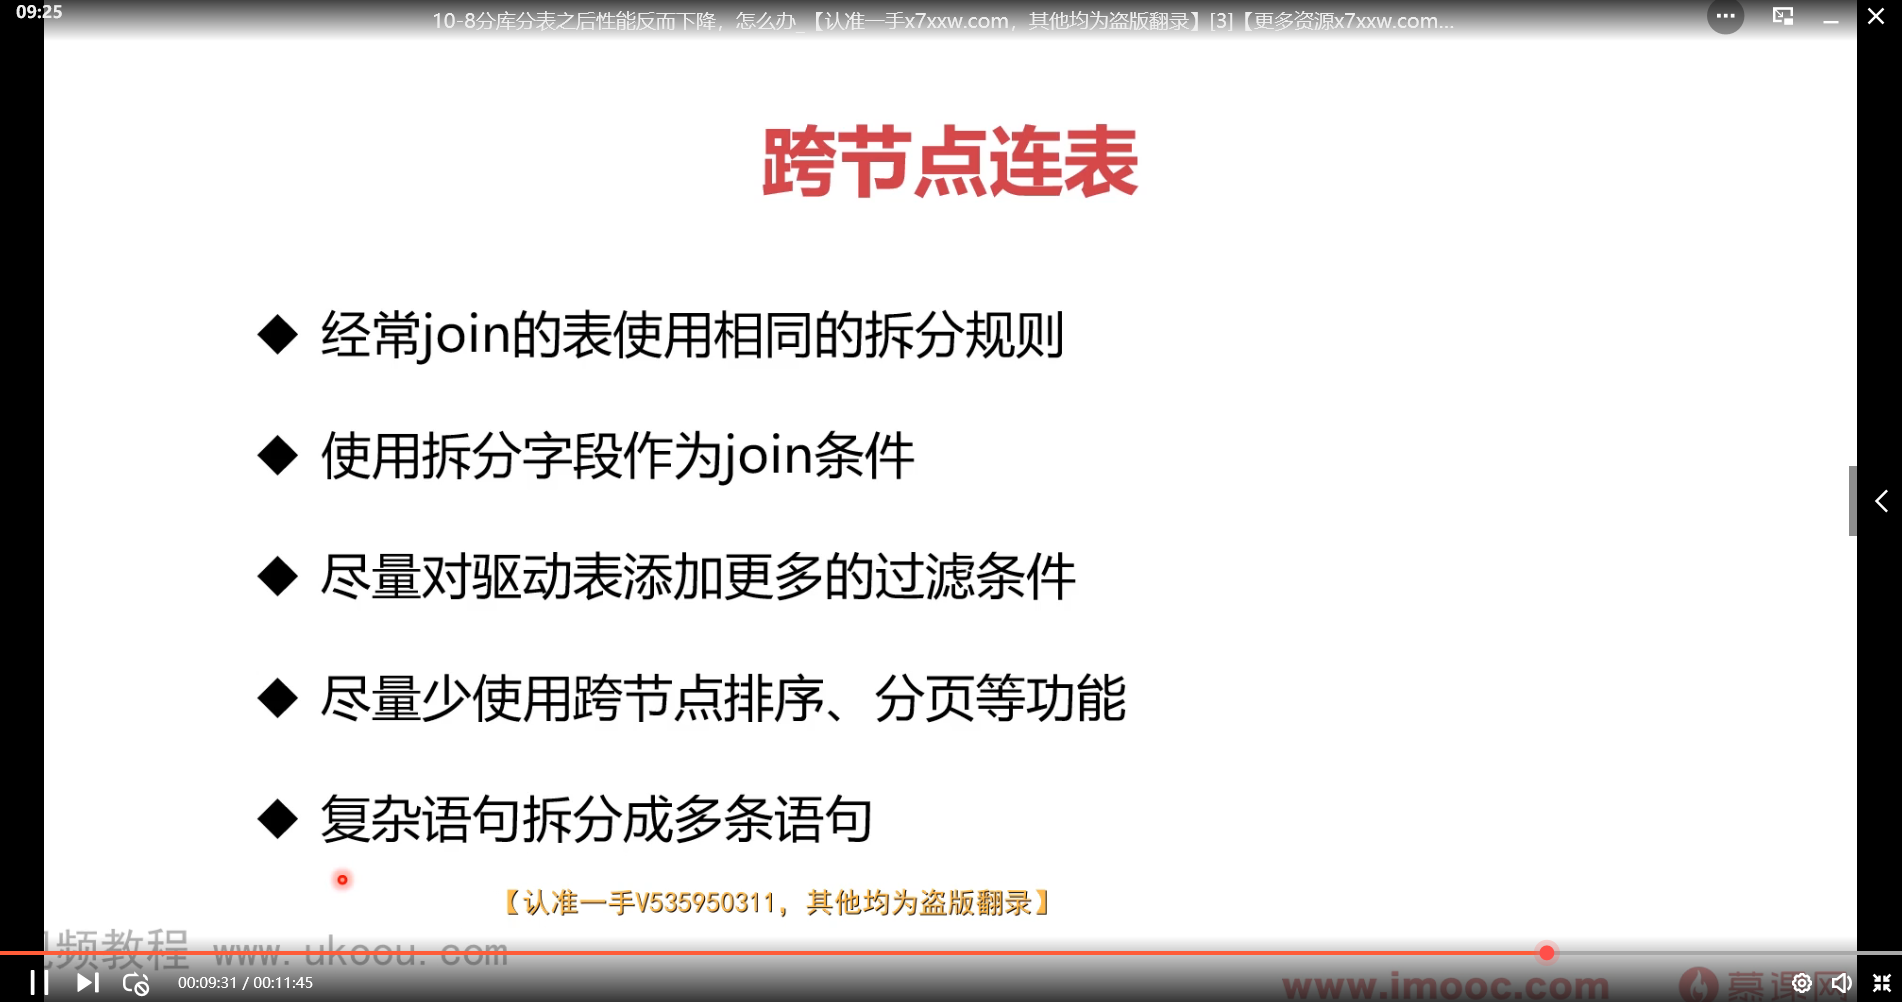 09:25
10-8分库分表之后性能反而下降，怎么办_【认准一手x7xxw.com，其他均为盗版翻录】[3]【更多资源x7xxw.com...
跨节点连表
◆ 经常join的表使用相同的拆分规则
◆ 使用拆分字段作为join条件
◆ 尽量对驱动表添加更多的过滤条件
◆ 尽量少使用跨节点排序、分页等功能
◆ 复杂语句拆分成多条语句
【认准一手V535950311，其他均为盗版翻录】
频教程 www.ukoou.com
00:09:31 / 00:11:45
www.imooc.com 慕课网